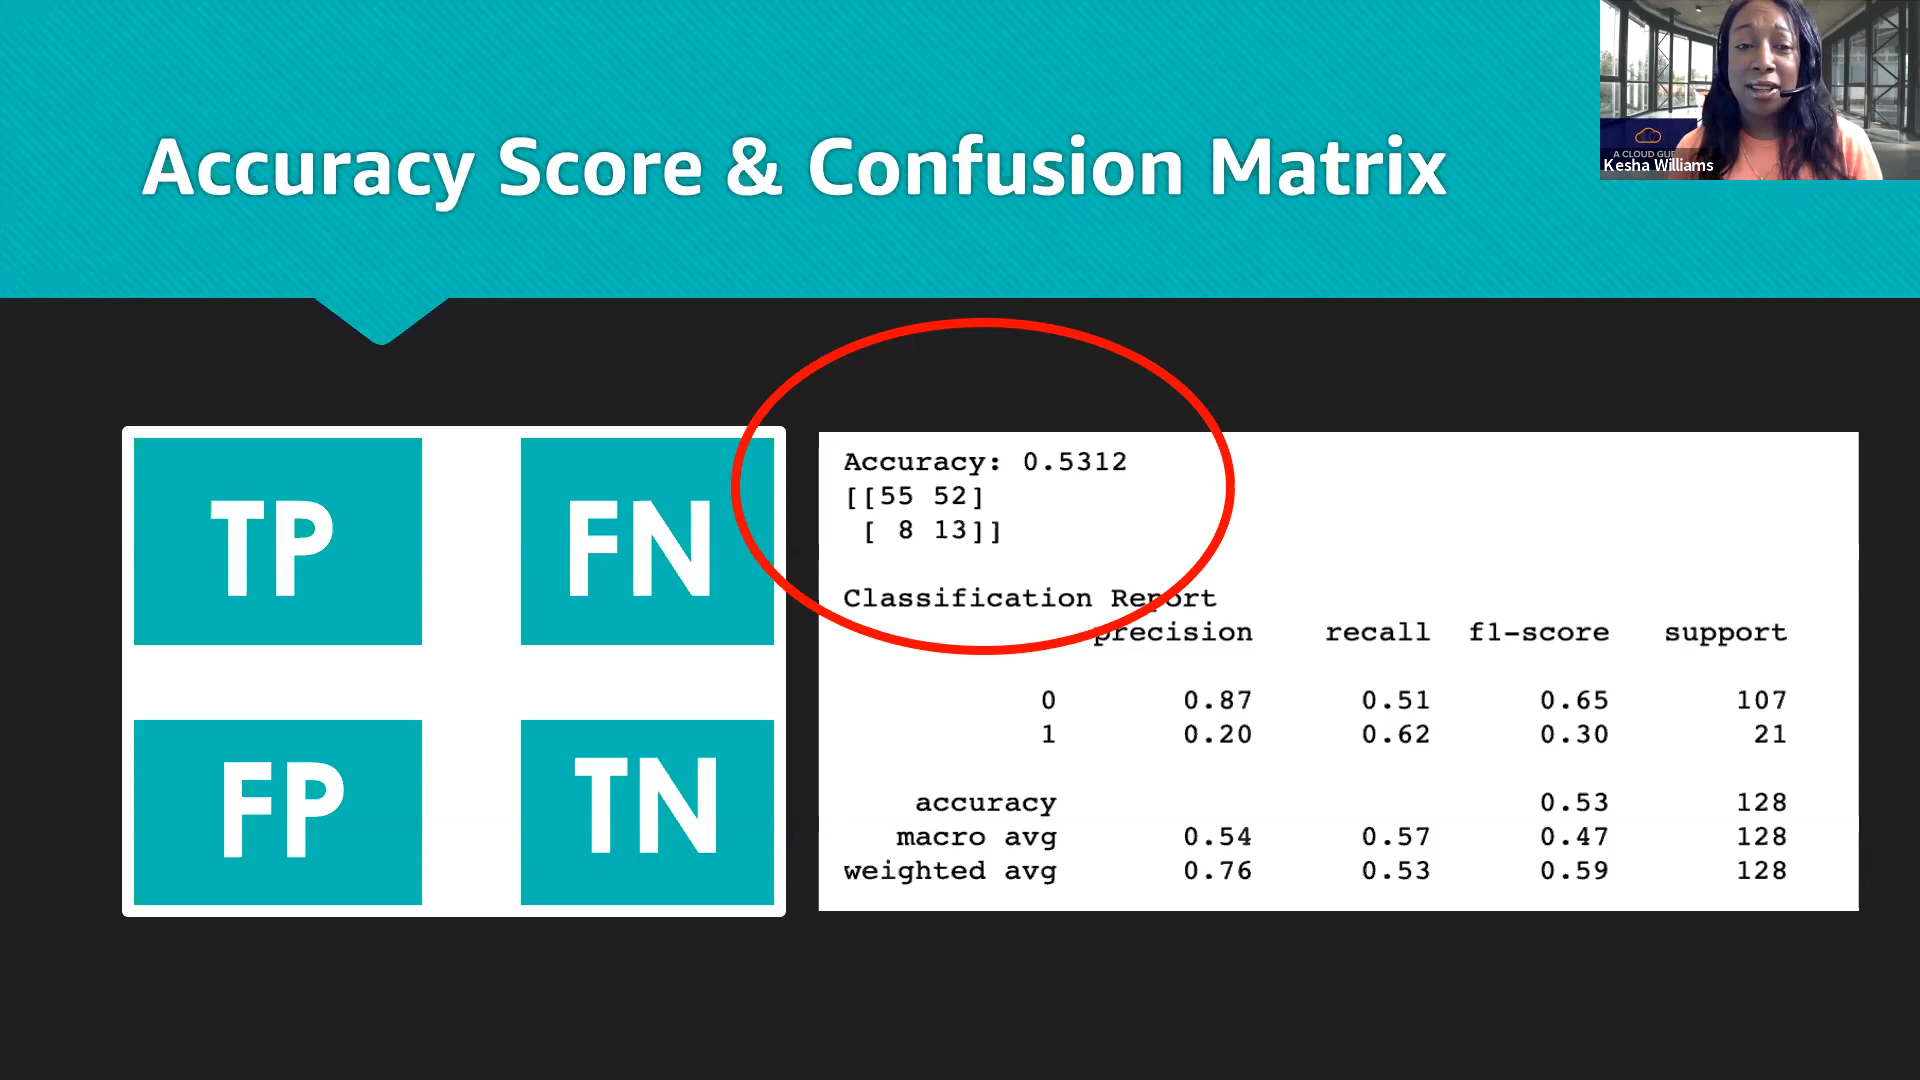 Accuracy Score & Confusion Matrix
A CLOUD GU
Kesha Williams
TP FN
FP TN
Accuracy: 0.5312
[[55 52]
[ 8 13]]
Classification Report
precision recall f1-score support
0 0.87 0.51 0.65 107
1 0.20 0.62 0.30 21
accuracy 0.53 128
macro avg 0.54 0.57 0.47 128
weighted avg 0.76 0.53 0.59 128